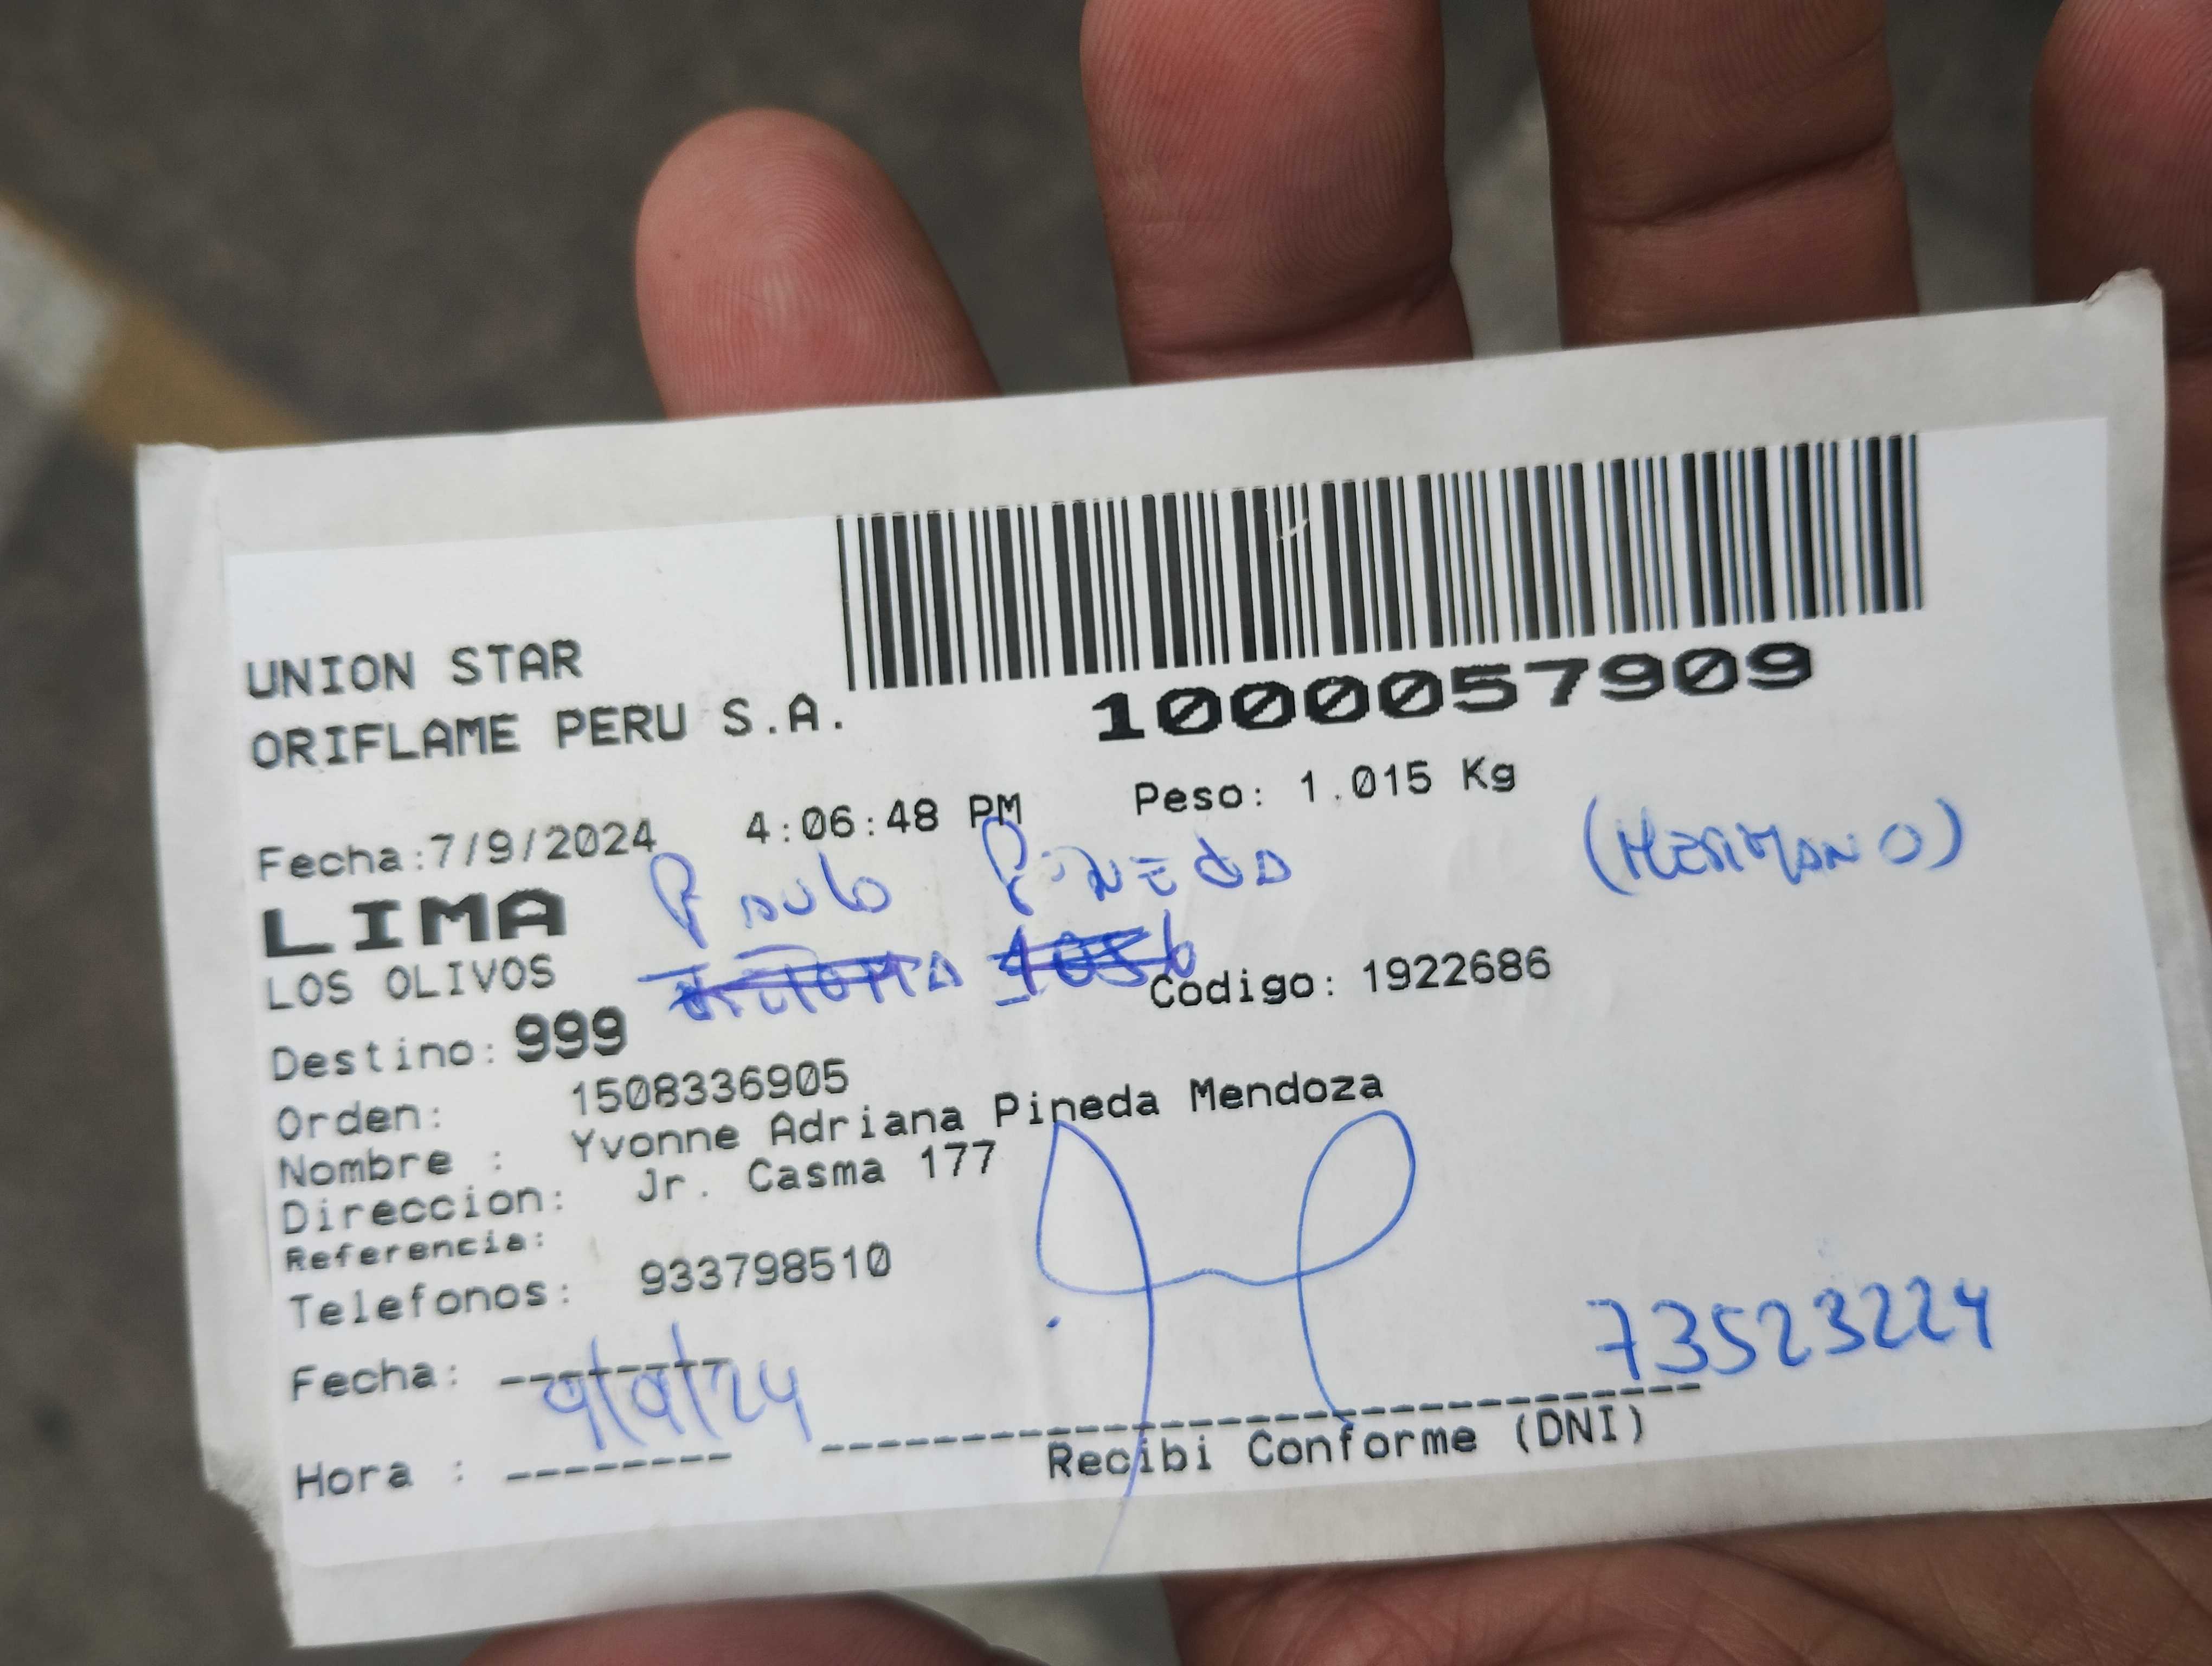 UNION STAR
ORIFLAME PERU S.A.
1000057909
Fecha:7/9/2024 4:06:48 PM Peso: 1.015 Kg
Paulo Pineda (HERMANO)
LIMA
LOS OLIVOS
Codigo: 1922686
Destino: 999
Orden: 1508336905
Nombre : Yvonne Adriana Pineda Mendoza
Direccion: Jr. Casma 177
Referencia:
Telefonos: 933798510
73523224
Fecha: 9/9/24
Hora :
Recibi Conforme (DNI)